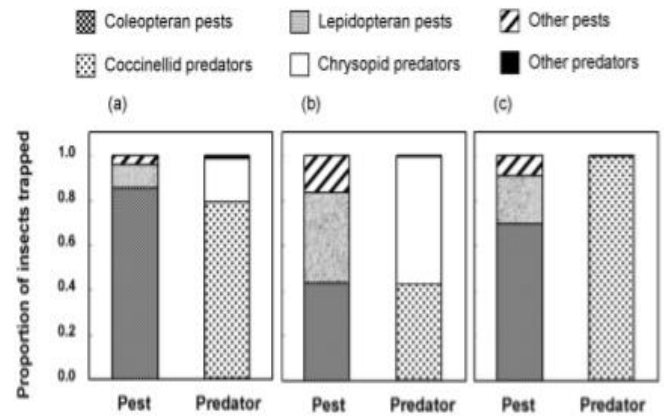 Coleopteran pests Lepidopteran pests Other pests
Coccinellid predators Chrysopid predators Other predators
(a) (b) (c)
Proportion of insects trapped
1.0
0.8
0.6
0.4
0.2
0.0
Pest Predator Pest Predator Pest Predator